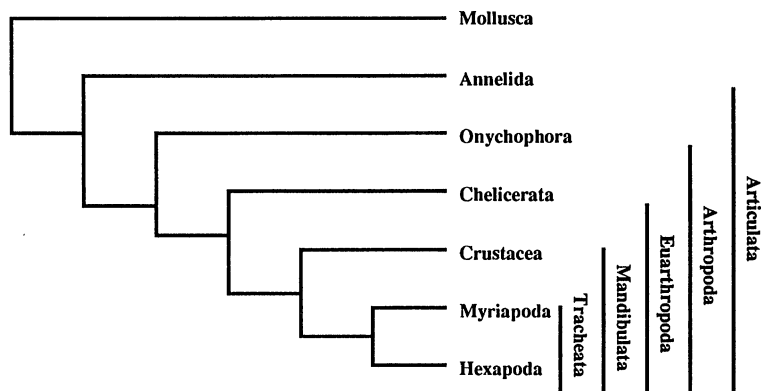 Mollusca
Annelida
Onychophora
Chelicerata
Crustacea
Myriapoda
Hexapoda
Tracheata
Mandibulata
Euarthropoda
Arthropoda
Articulata